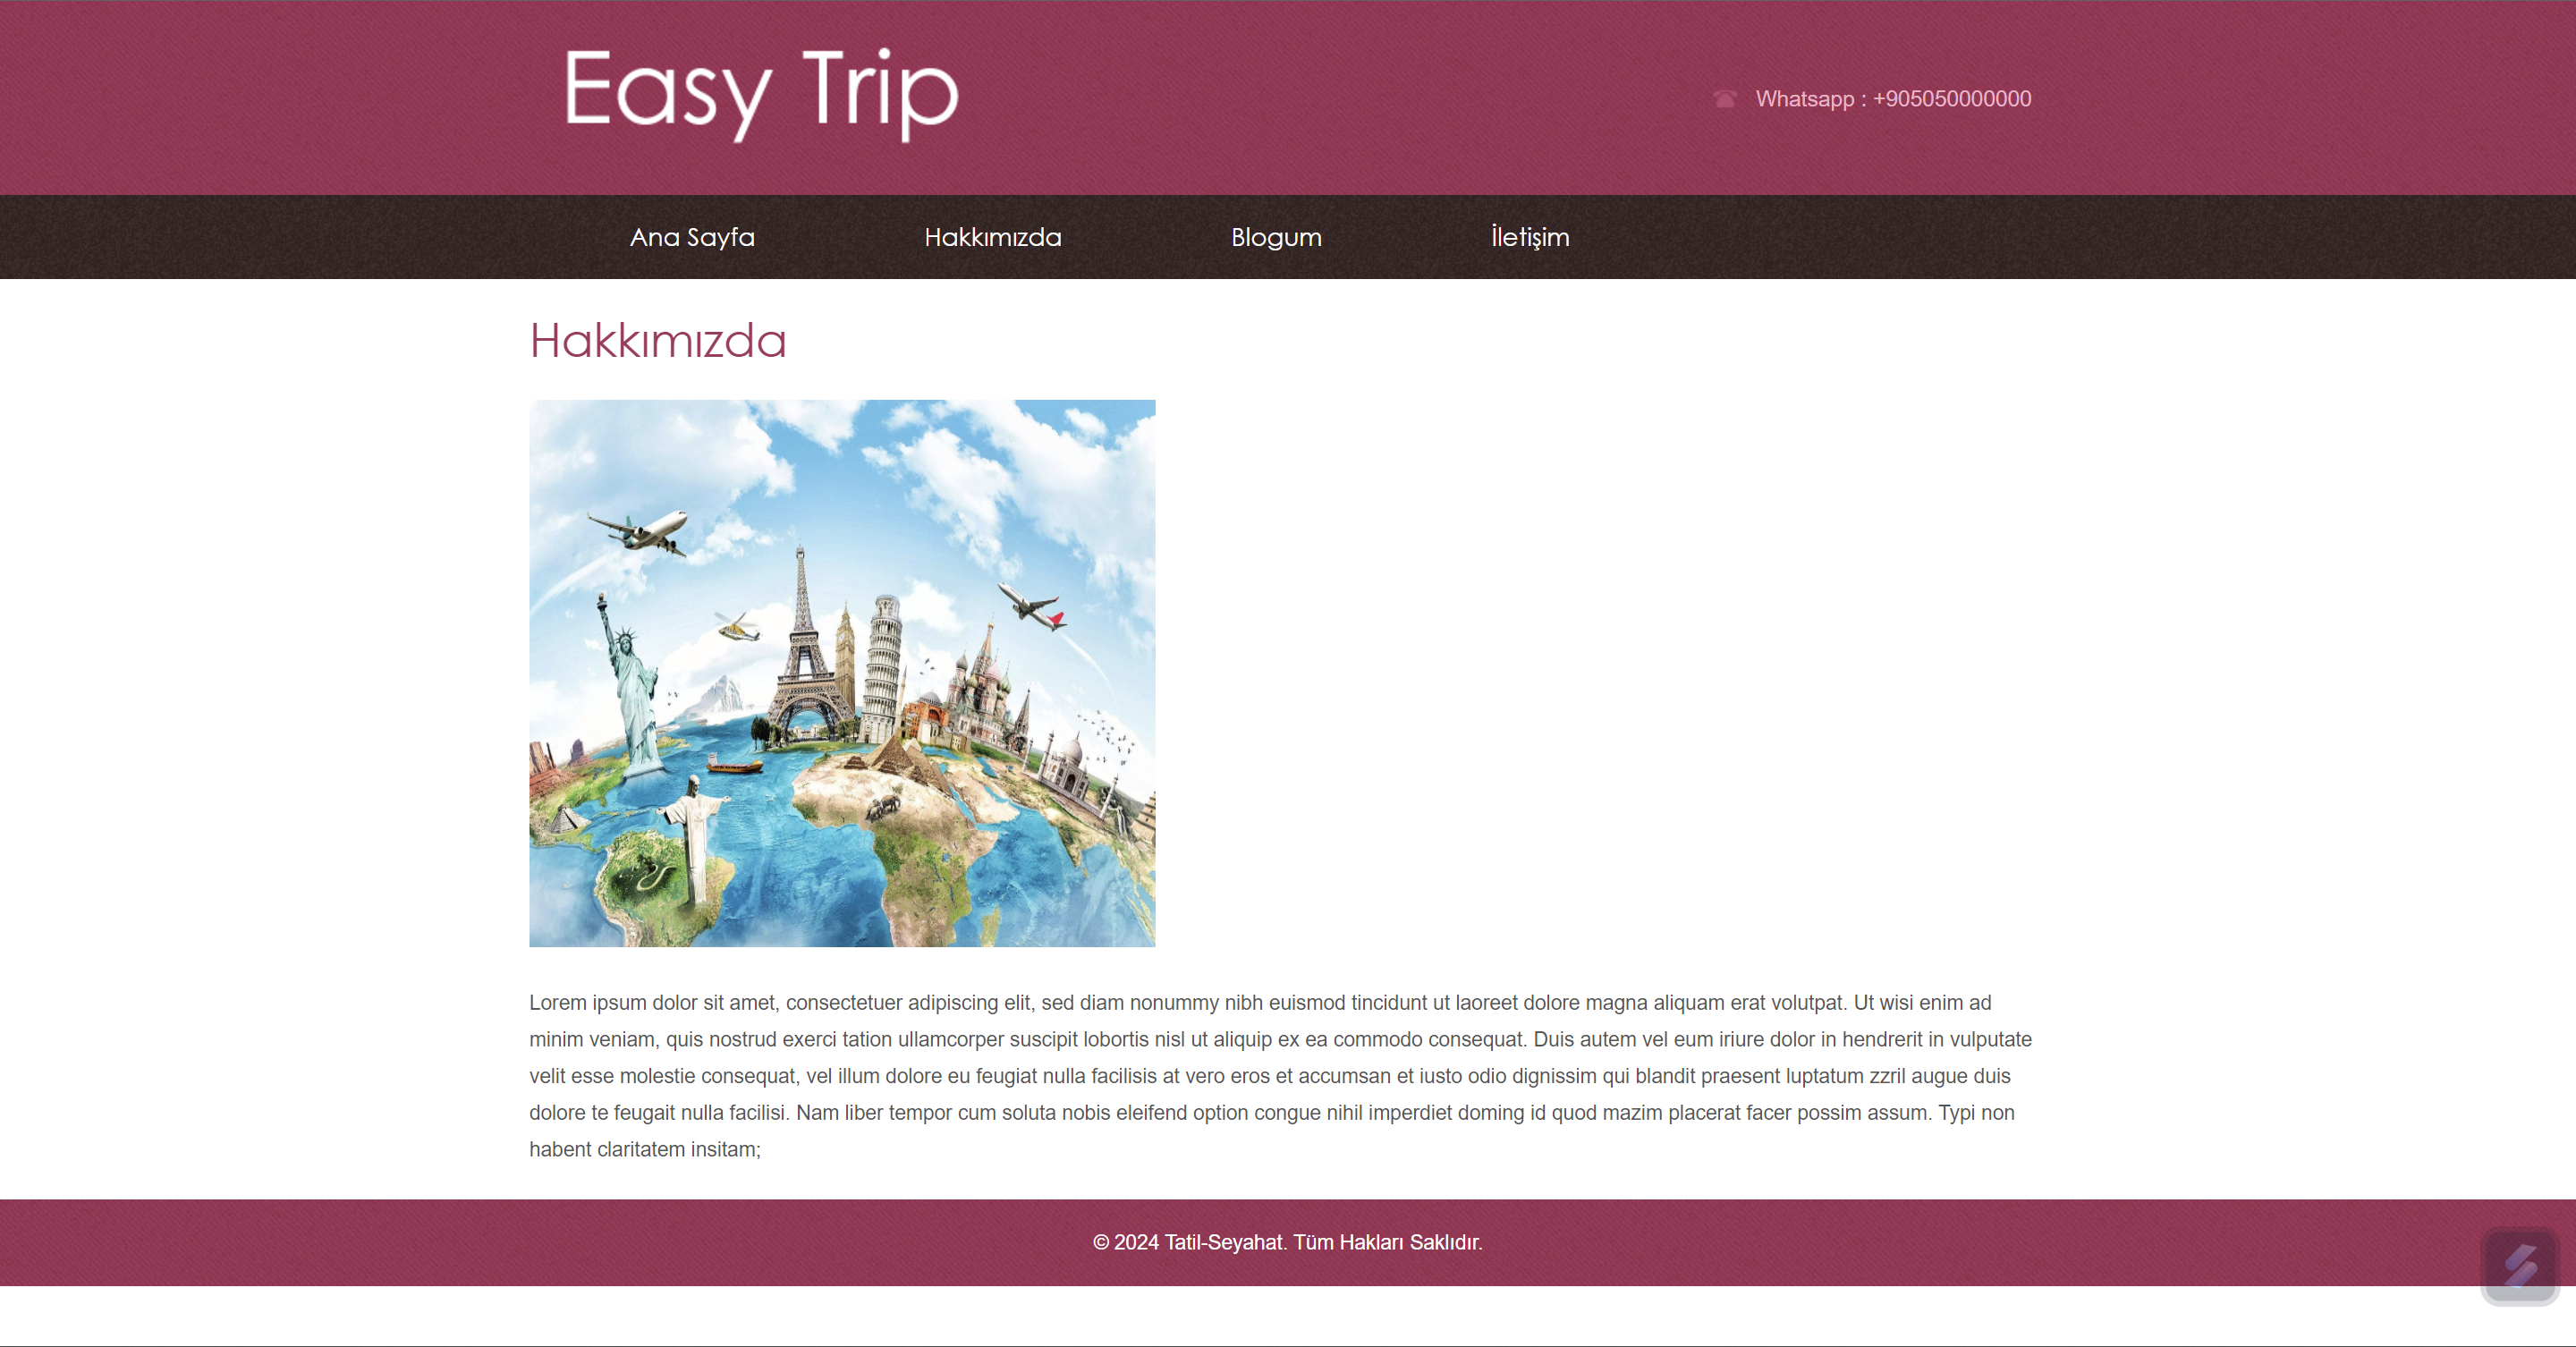 Easy Trip
Whatsapp : +905050000000
Ana Sayfa Hakkımızda Blogum İletişim
Hakkımızda
Lorem ipsum dolor sit amet, consectetuer adipiscing elit, sed diam nonummy nibh euismod tincidunt ut laoreet dolore magna aliquam erat volutpat. Ut wisi enim ad
minim veniam, quis nostrud exerci tation ullamcorper suscipit lobortis nisl ut aliquip ex ea commodo consequat. Duis autem vel eum iriure dolor in hendrerit in vulputate
velit esse molestie consequat, vel illum dolore eu feugiat nulla facilisis at vero eros et accumsan et iusto odio dignissim qui blandit praesent luptatum zzril augue duis
dolore te feugait nulla facilisi. Nam liber tempor cum soluta nobis eleifend option congue nihil imperdiet doming id quod mazim placerat facer possim assum. Typi non
habent claritatem insitam;
© 2024 Tatil-Seyahat. Tüm Hakları Saklıdır.